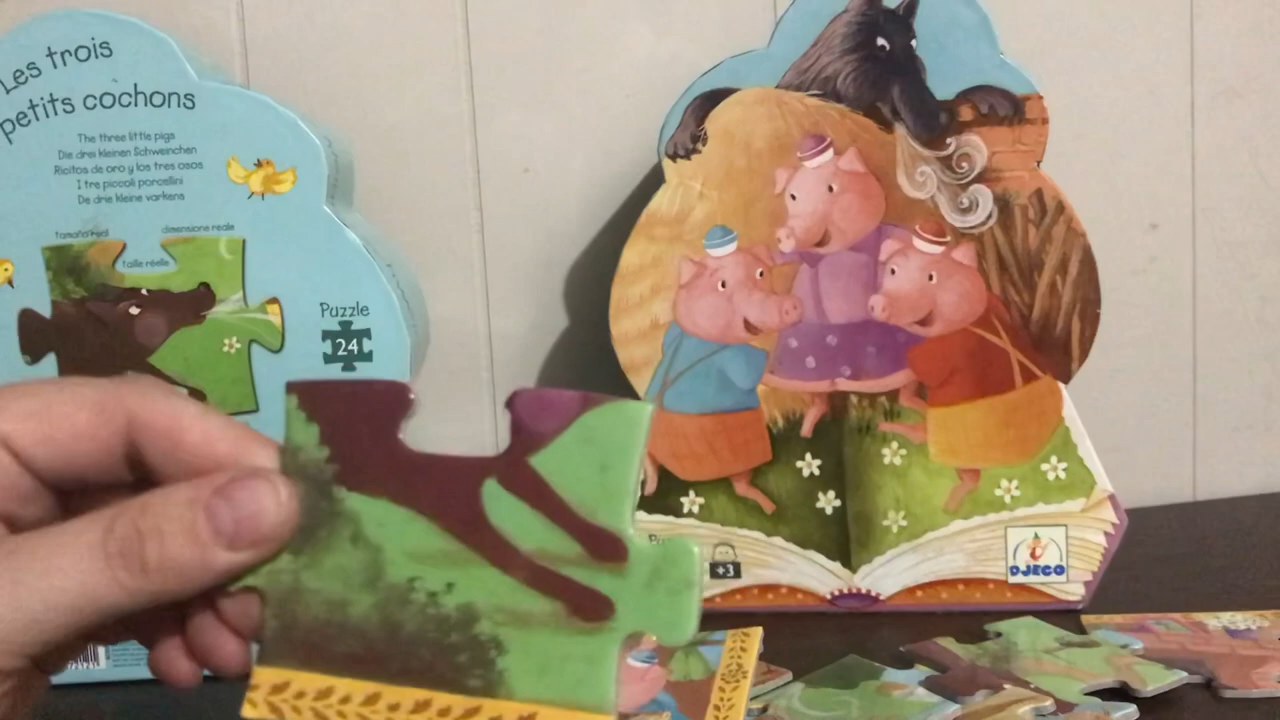 Les trois
petits cochons
The three little pigs
Die drei kleinen Schweinchen
Ricitos de oro y los tres osos
I tre piccoli porcellini
De drie kleine varkens
tamaño real
dimensione reale
taille réelle
Puzzle
24
+3
DJECO